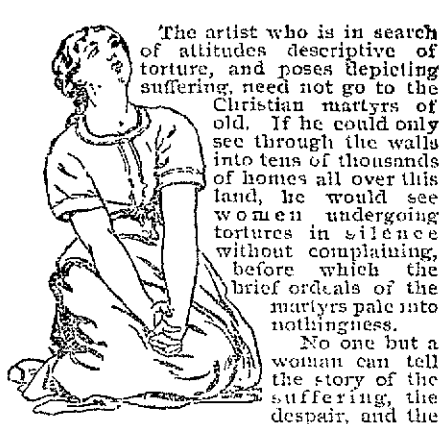 The artist who is in search
of attitudes descriptive of
torture, and poses depicting
suffering, need not go to the
Christian martyrs of
old. If he could only
see through the walls
into tens of thousands
of homes all over this
land, he would see
women undergoing
tortures in silence
without complaining,
before which the
brief ordeals of the
martyrs pale into
nothingness.
No one but a
woman can tell
the story of the
suffering, the
despair, and the